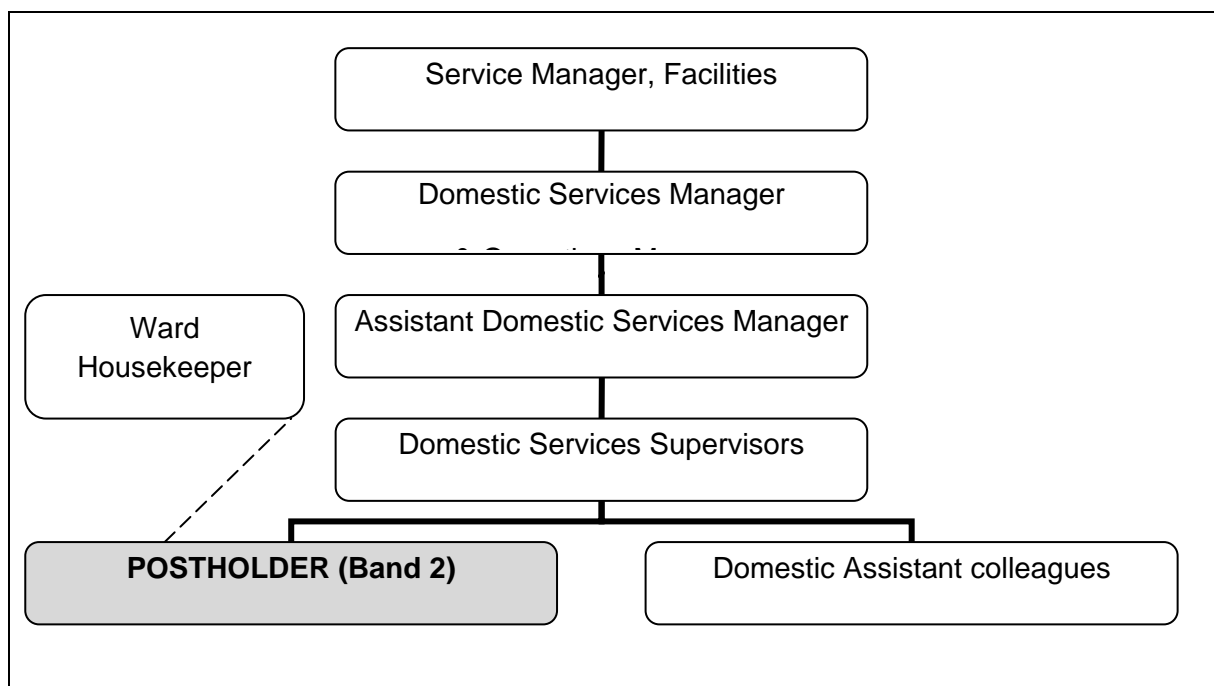 Service Manager, Facilities
Domestic Services Manager
Ward
Housekeeper
Assistant Domestic Services Manager
Domestic Services Supervisors
POSTHOLDER (Band 2)
Domestic Assistant colleagues